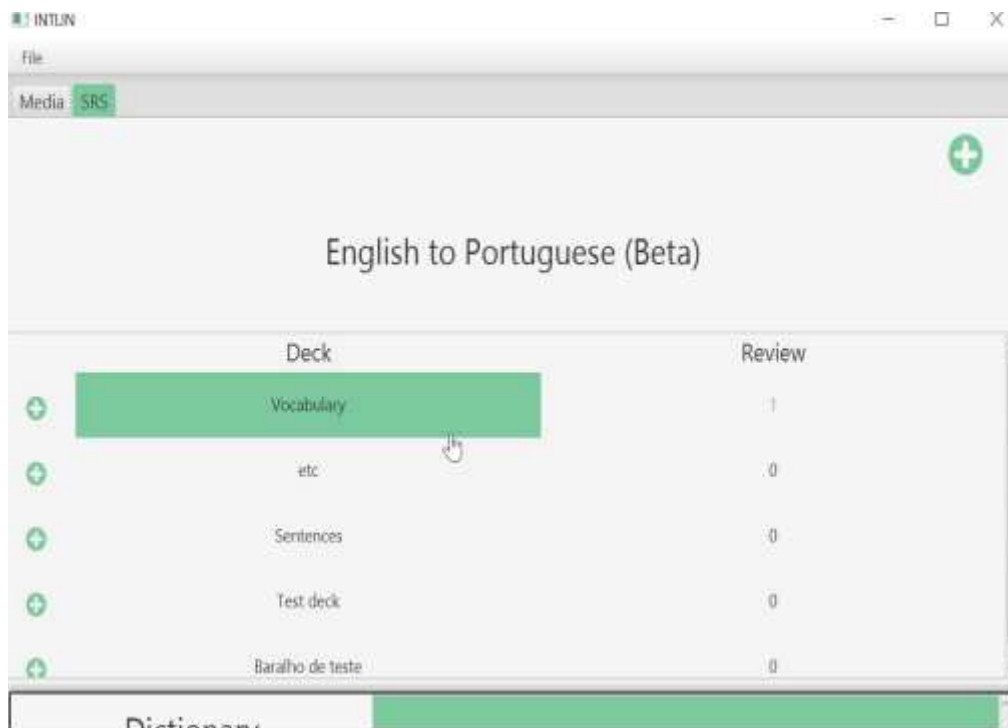 INTLIN
File
Media SRS
English to Portuguese (Beta)
Deck Review
Vocabulary 1
etc 0
Sentences 0
Test deck 0
Baralho de teste 0
Dictionary